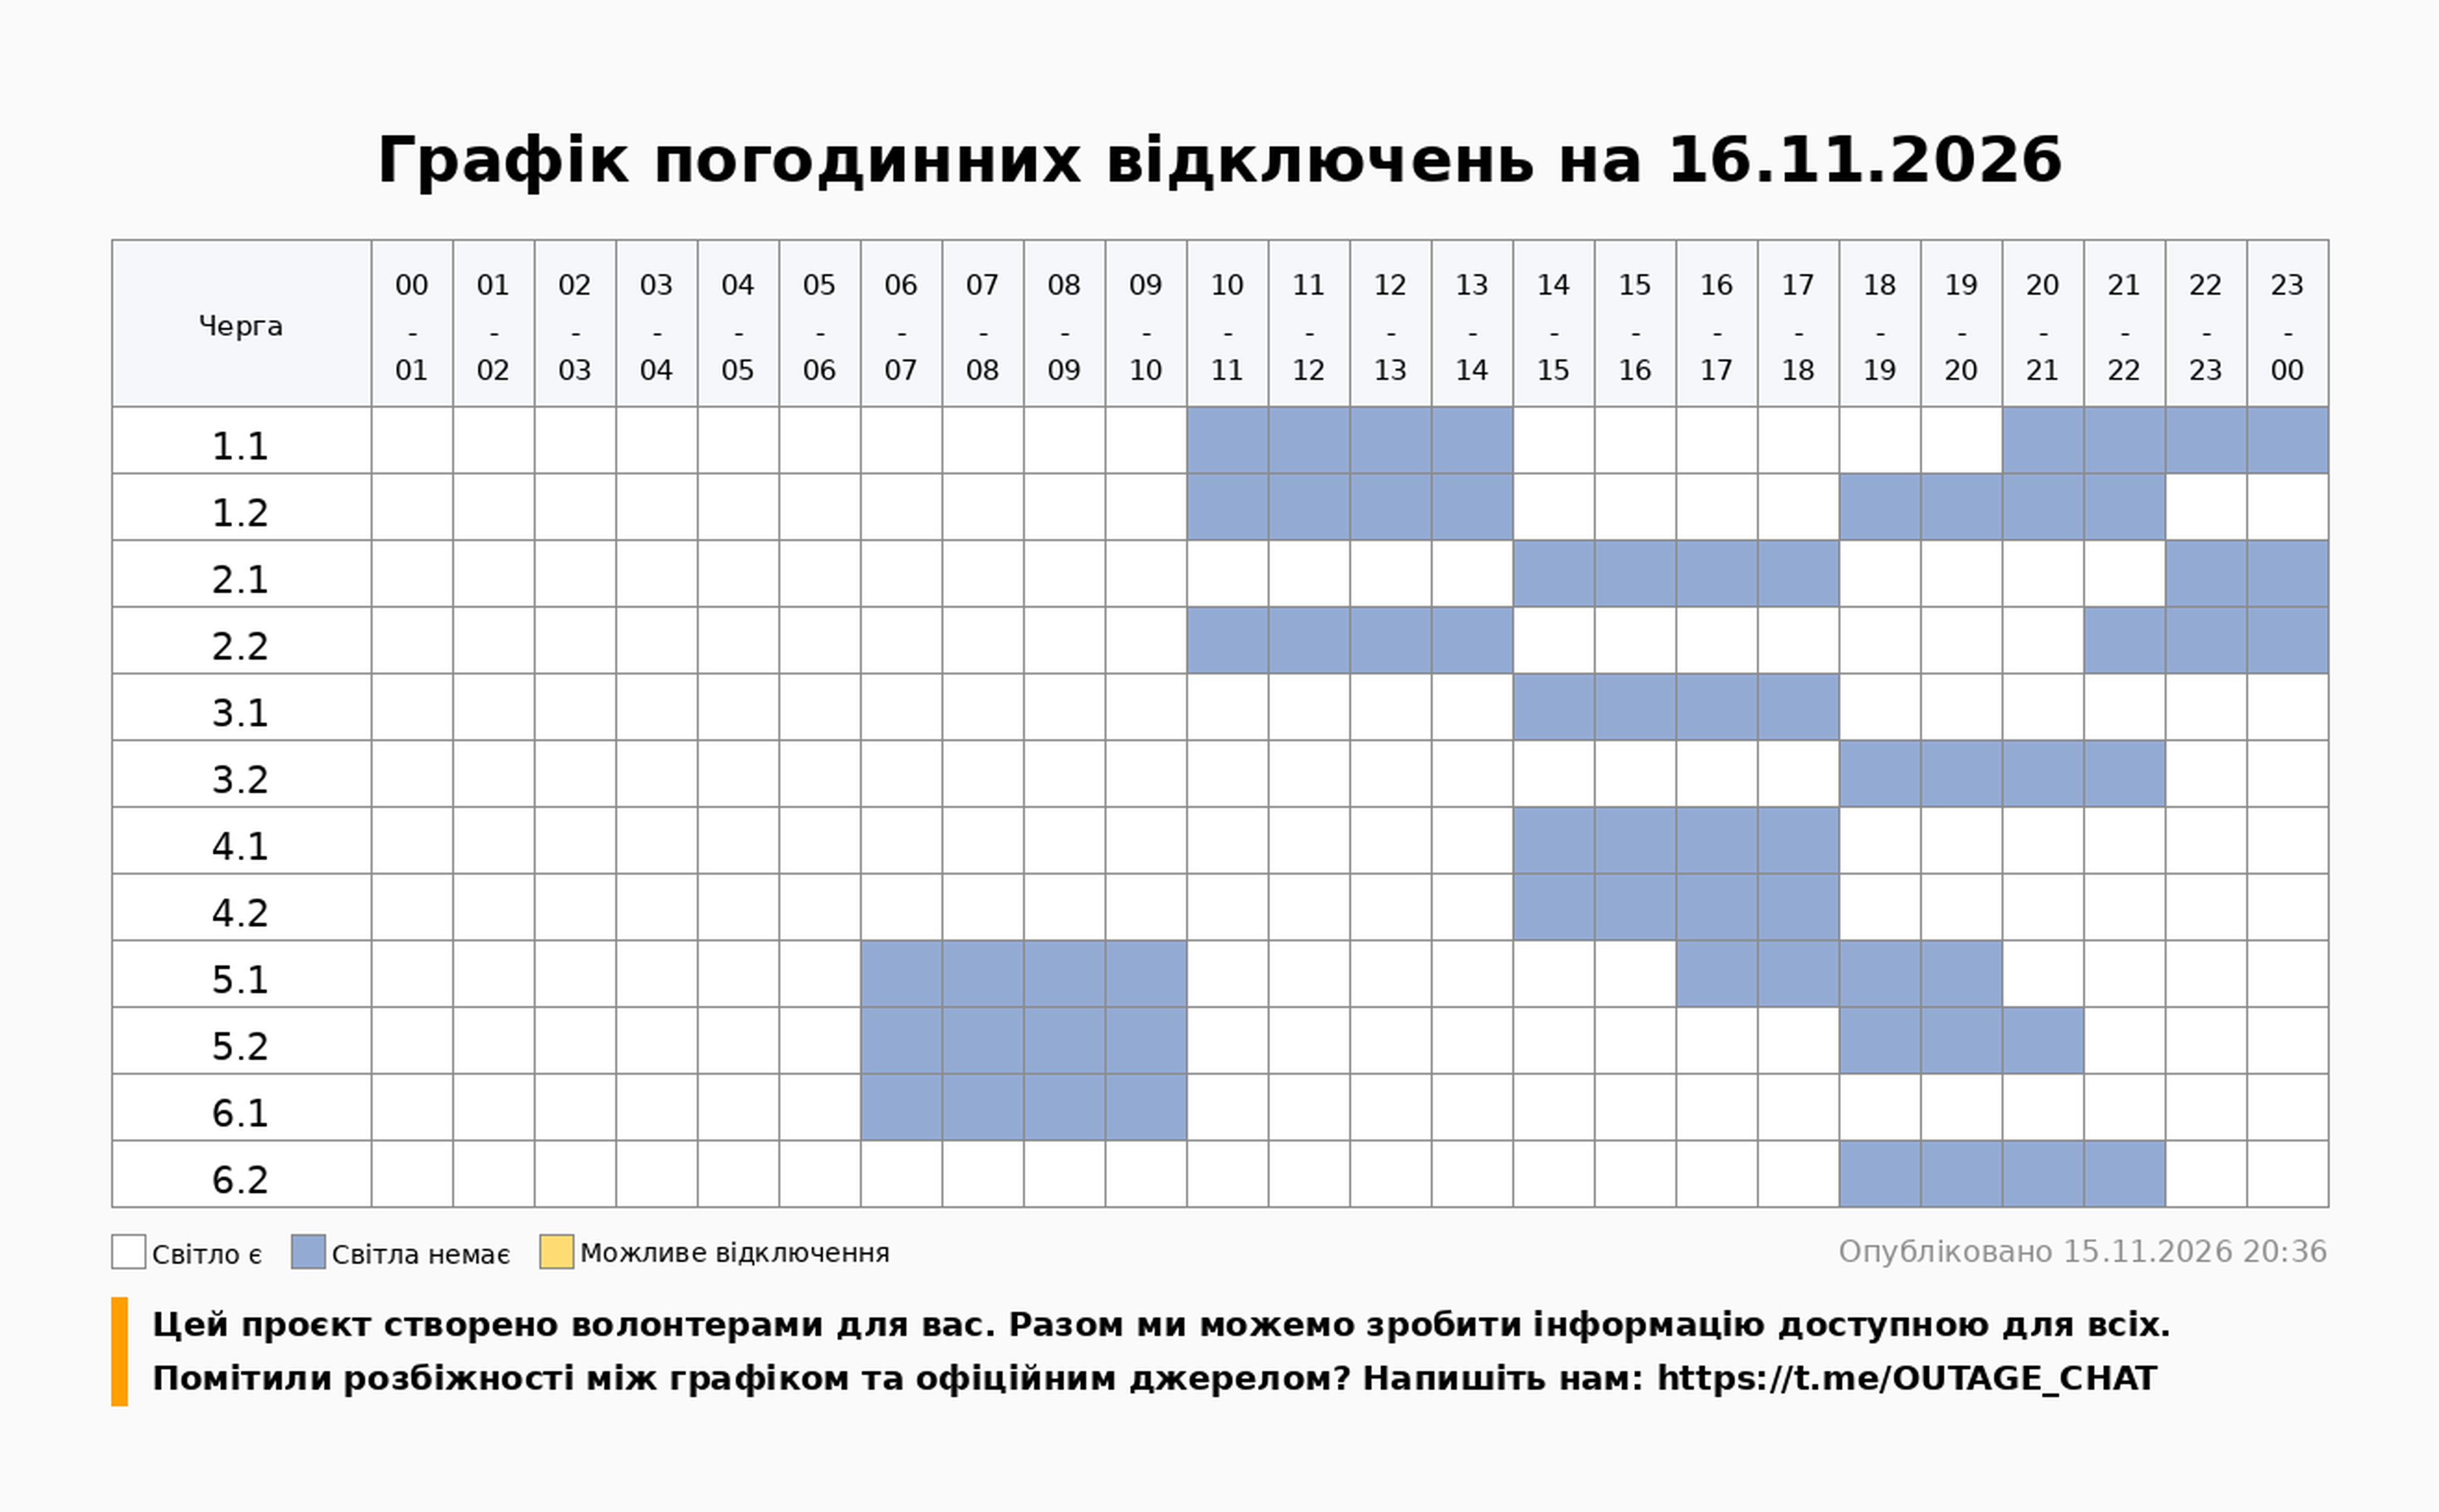 Графік погодинних відключень на 16.11.2026
Черга 00 - 01 01 - 02 02 - 03 03 - 04 04 - 05 05 - 06 06 - 07 07 - 08 08 - 09 09 - 10 10 - 11 11 - 12 12 - 13 13 - 14 14 - 15 15 - 16 16 - 17 17 - 18 18 - 19 19 - 20 20 - 21 21 - 22 22 - 23 23 - 00
1.1
1.2
2.1
2.2
3.1
3.2
4.1
4.2
5.1
5.2
6.1
6.2
Світло є Світла немає Можливе відключення Опубліковано 15.11.2026 20:36
Цей проєкт створено волонтерами для вас. Разом ми можемо зробити інформацію доступною для всіх.
Помітили розбіжності між графіком та офіційним джерелом? Напишіть нам: https://t.me/OUTAGE_CHAT